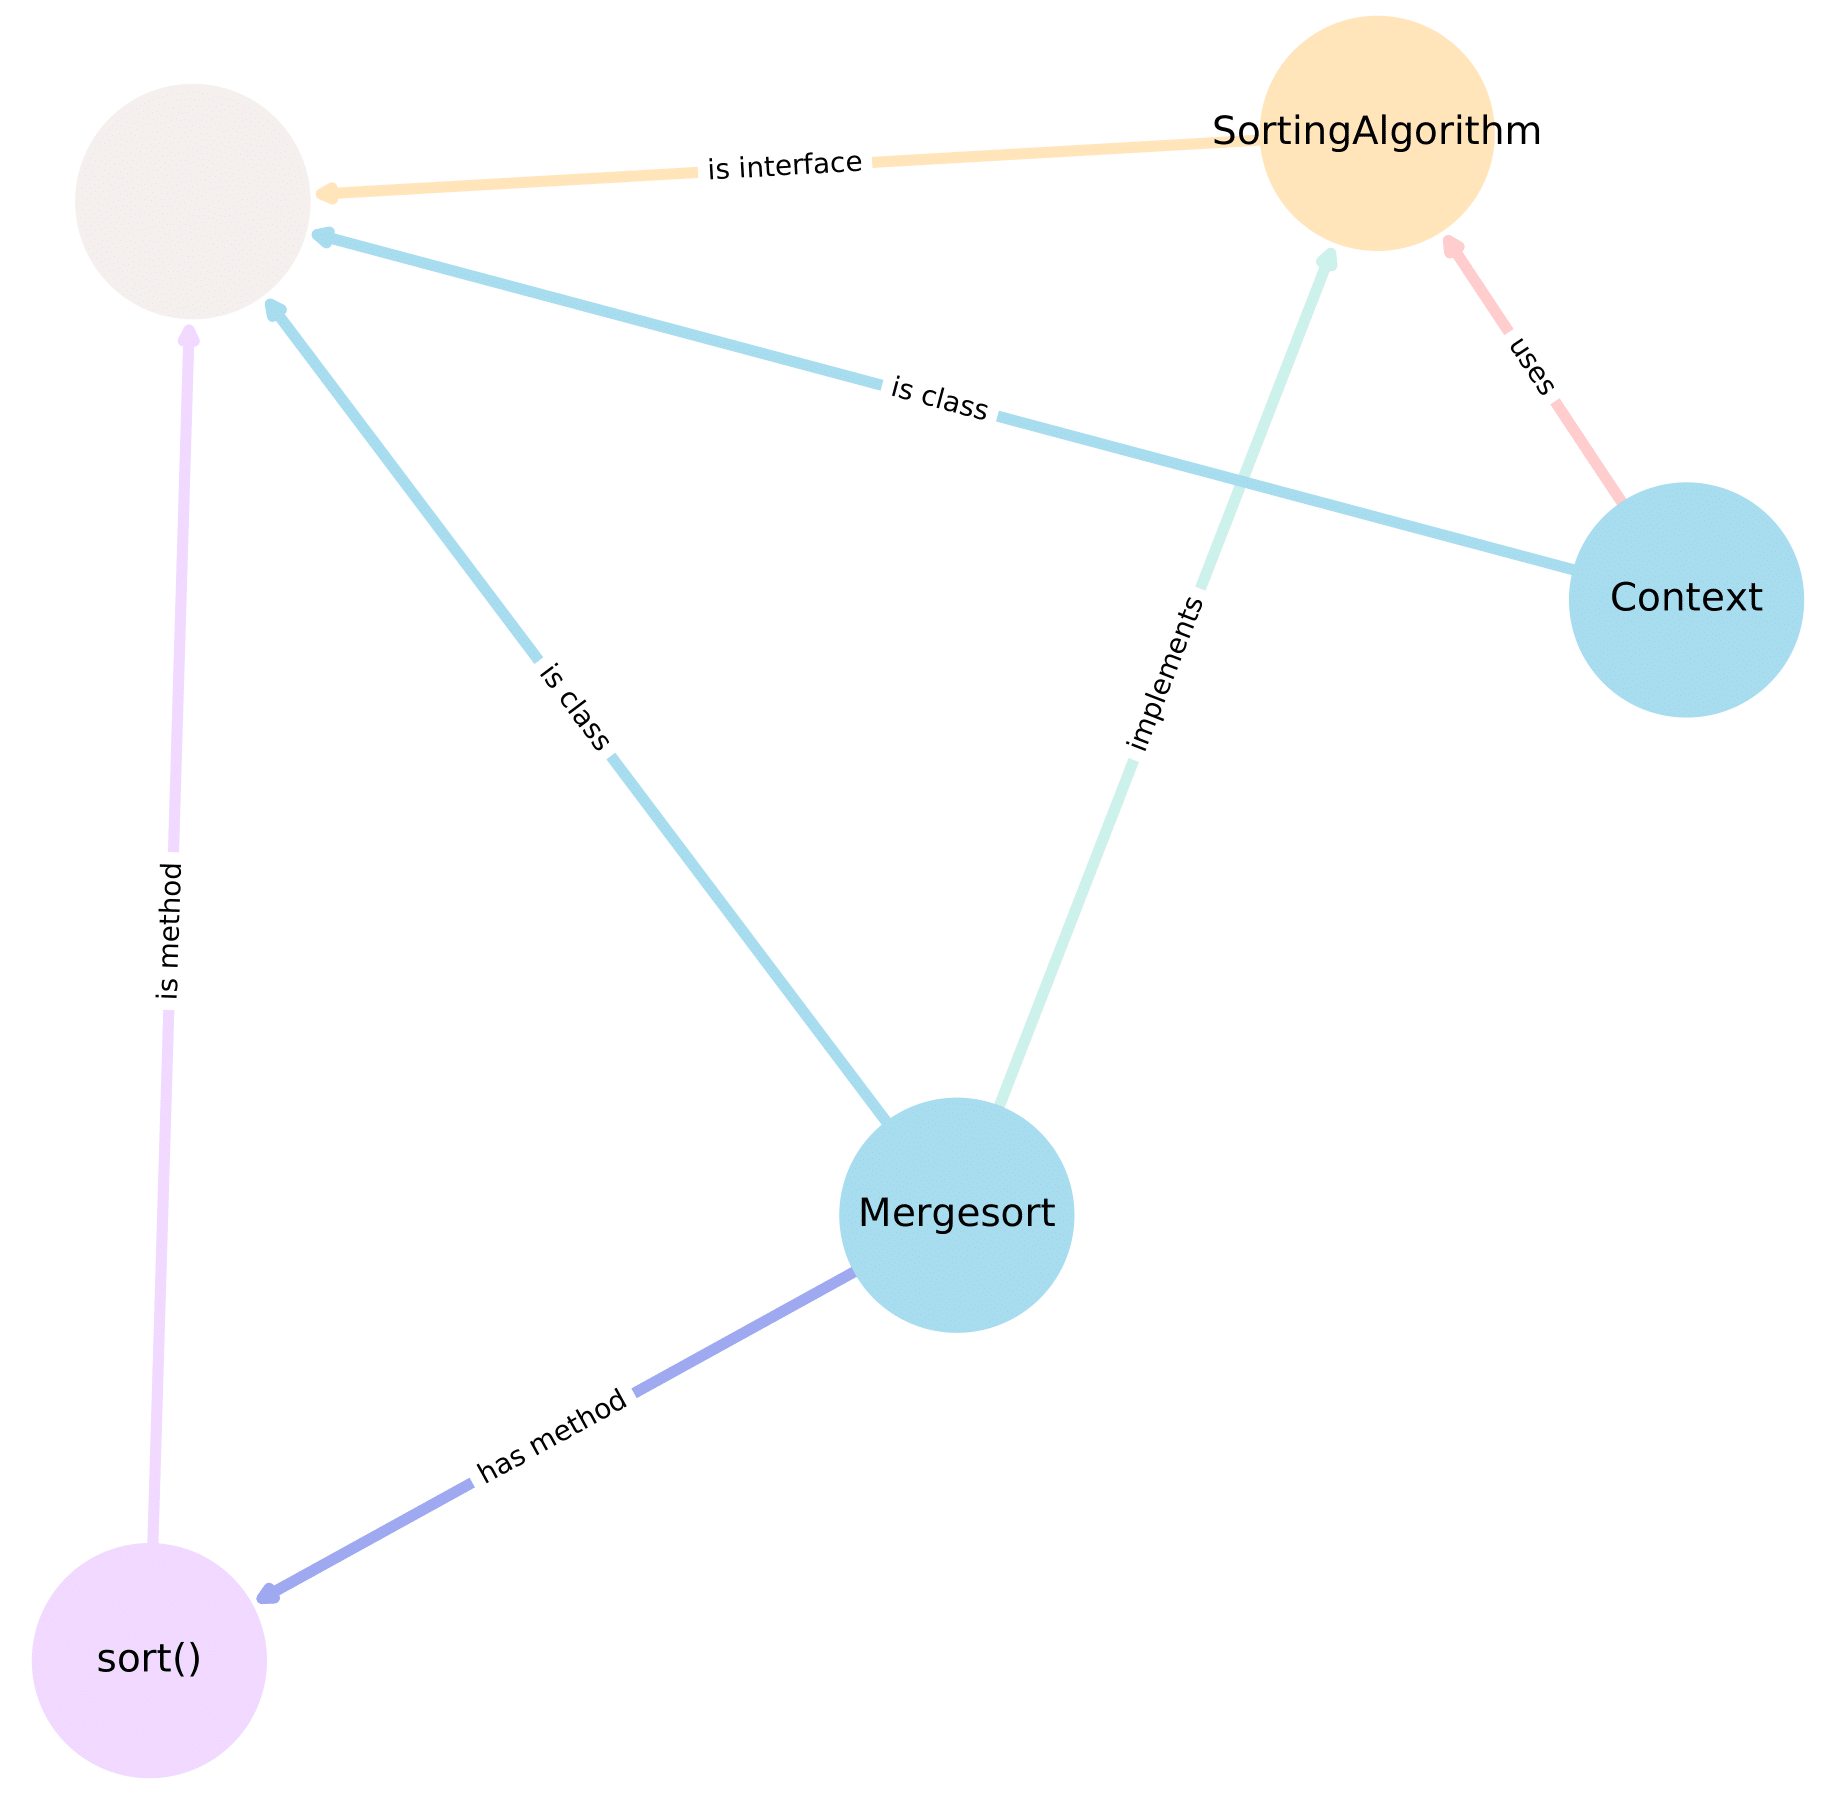 SortingAlgorithm
is interface
uses
is class
Context
implements
is class
is method
Mergesort
has method
sort()